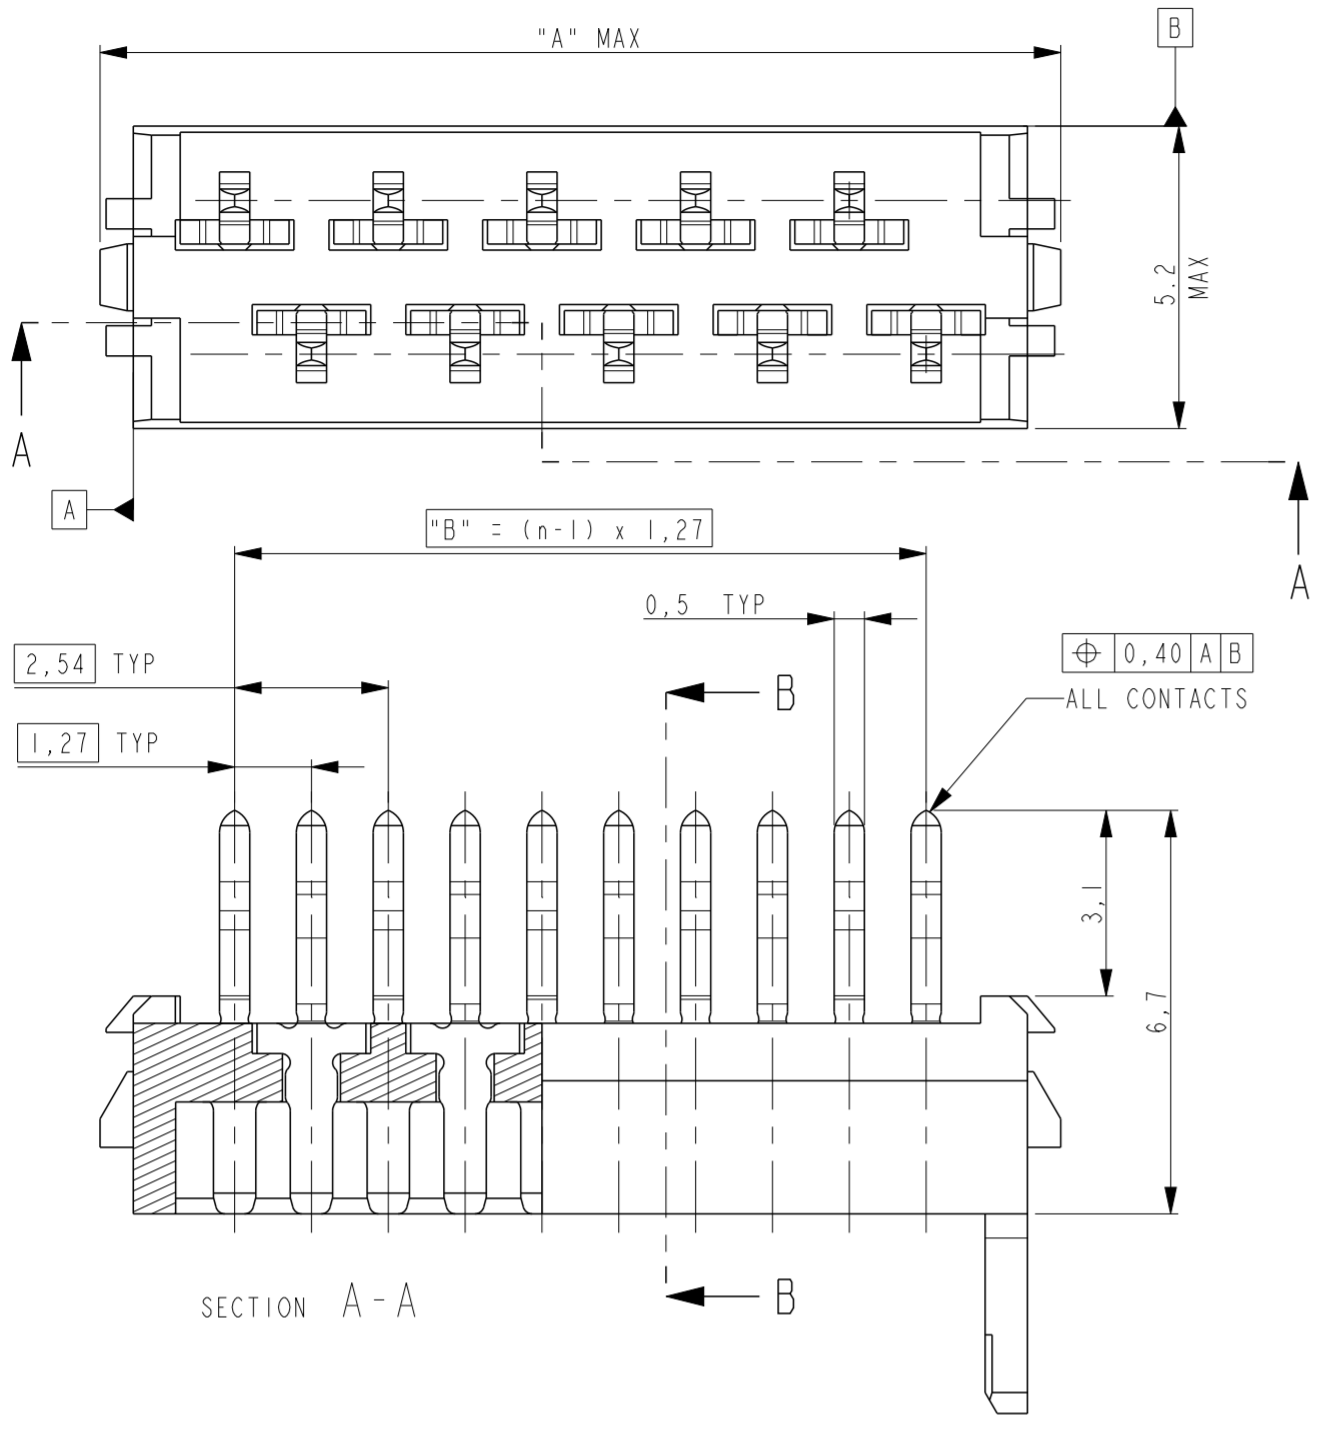 "A" MAX
B
5.2
MAX
A
A
A
"B" = (n-1) x 1,27
0,5 TYP
2,54 TYP
1,27 TYP
B
⌖ 0,40 A B
ALL CONTACTS
3,1
6,7
B
SECTION A-A